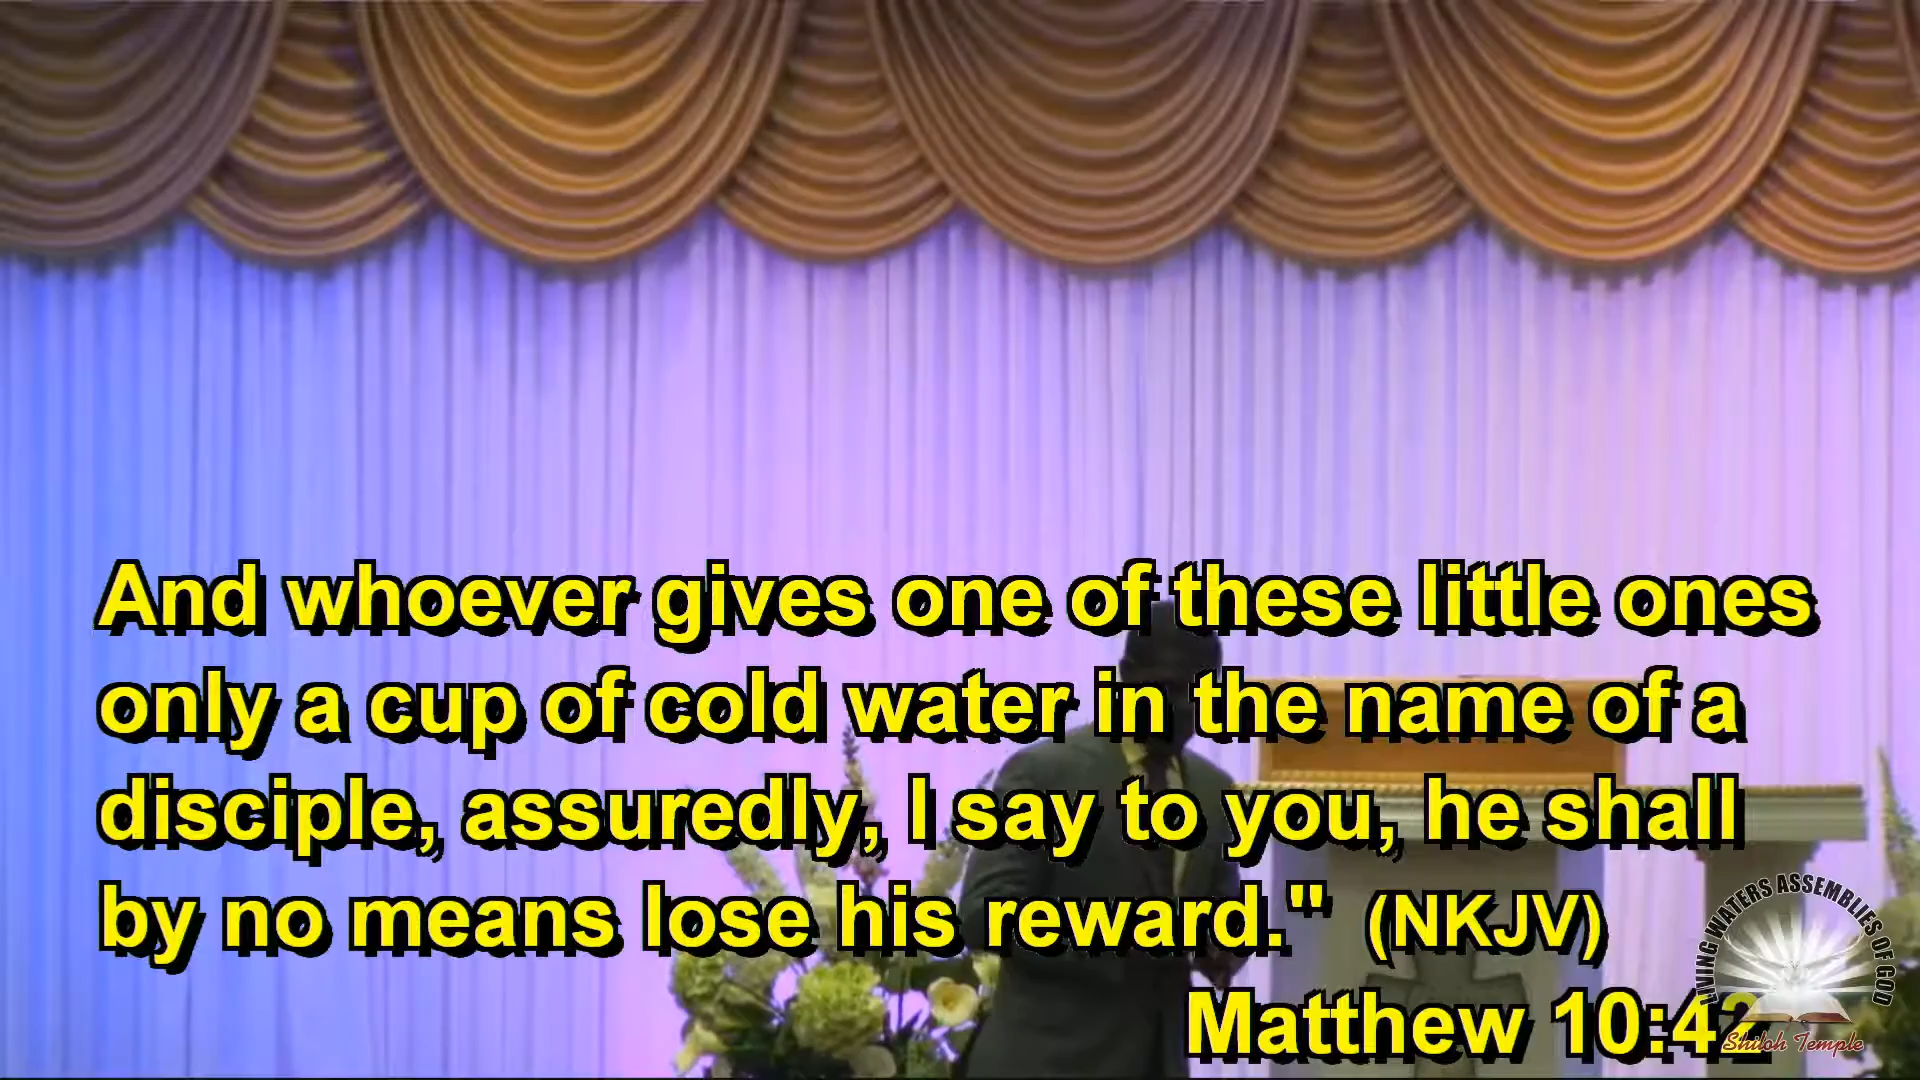 And whoever gives one of these little ones
only a cup of cold water in the name of a
disciple, assuredly, I say to you, he shall
by no means lose his reward." (NKJV)
Matthew 10:42
LIVING WATERS ASSEMBLIES OF GOD
Shiloh Temple